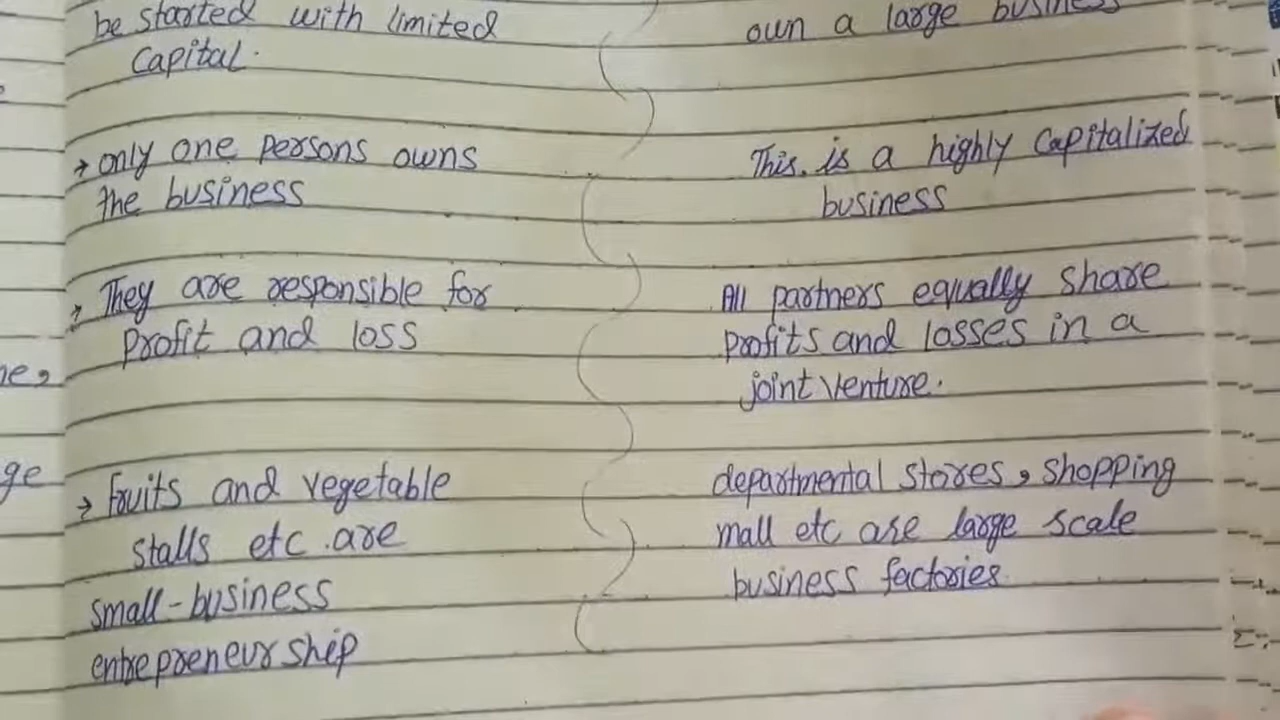 be started with limited
Capital.
→ only one persons owns
the business
→ They are responsible for
profit and loss
→ fruits and vegetable
stalls etc. are
small-business
entrepreneurship
own a large business
This. is a highly Capitalized
business
All partners equally share
profits and losses in a
joint venture.
departmental stores, shopping
mall etc are large scale
business factories.
ge